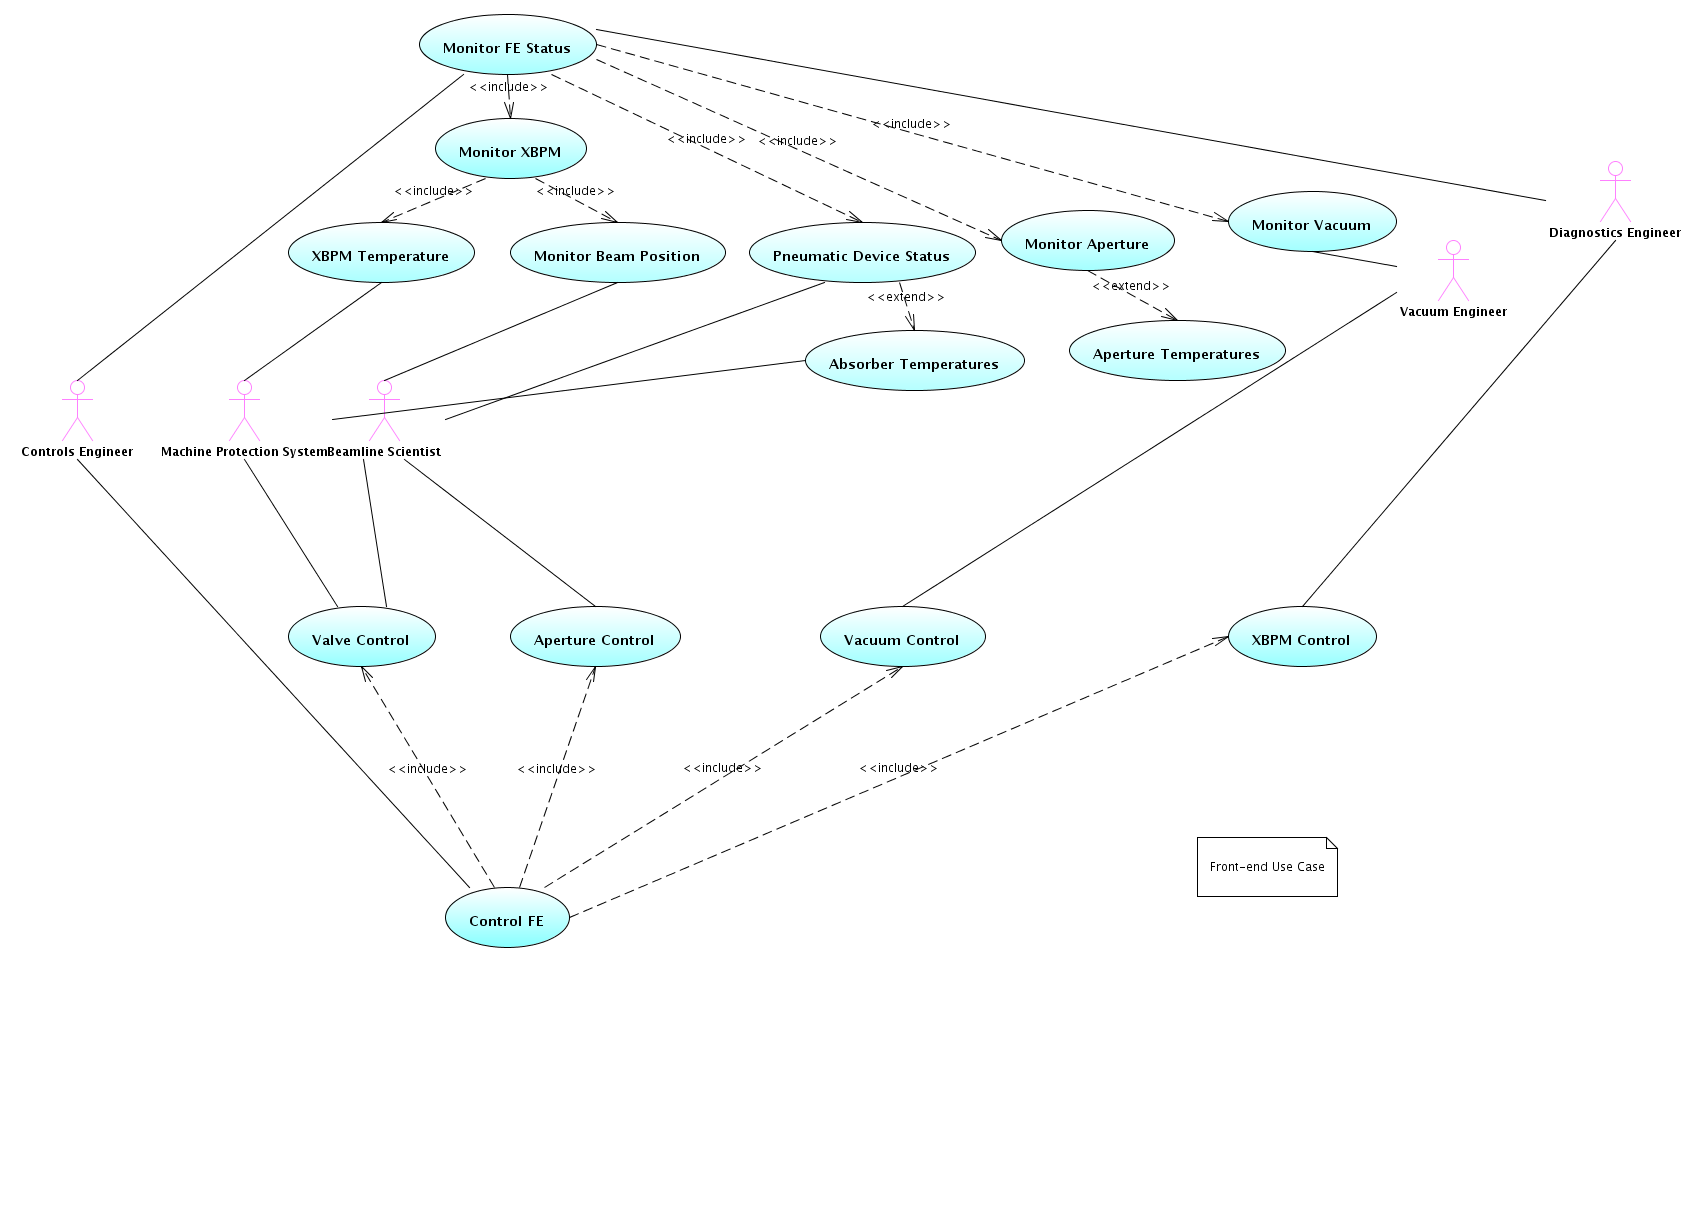 Monitor FE Status
<<include>>
<<include>>
<<include>>
<<include>>
Monitor XBPM
<<include>>
<<include>>
XBPM Temperature
Monitor Beam Position
Pneumatic Device Status
Monitor Aperture
Monitor Vacuum
Diagnostics Engineer
<<extend>>
<<extend>>
Vacuum Engineer
Absorber Temperatures
Aperture Temperatures
Controls Engineer
Machine Protection System
Beamline Scientist
Valve Control
Aperture Control
Vacuum Control
XBPM Control
<<include>>
<<include>>
<<include>>
<<include>>
Front-end Use Case
Control FE